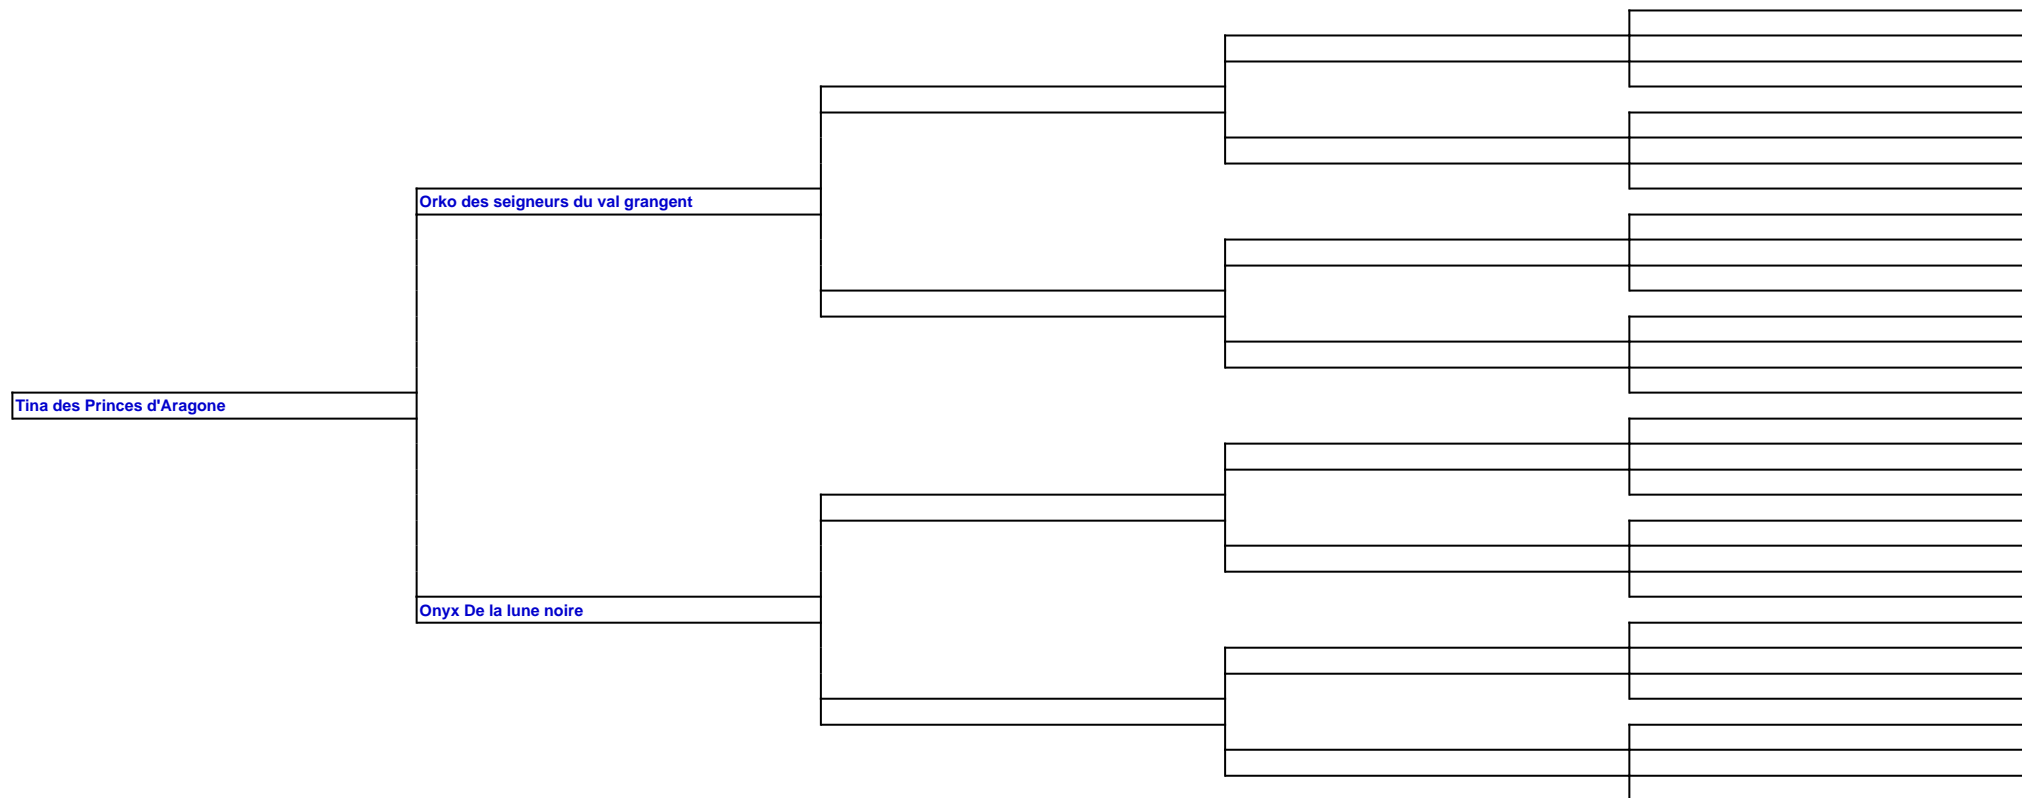 Orko des seigneurs du val grangent
Tina des Princes d'Aragone
Onyx De la lune noire